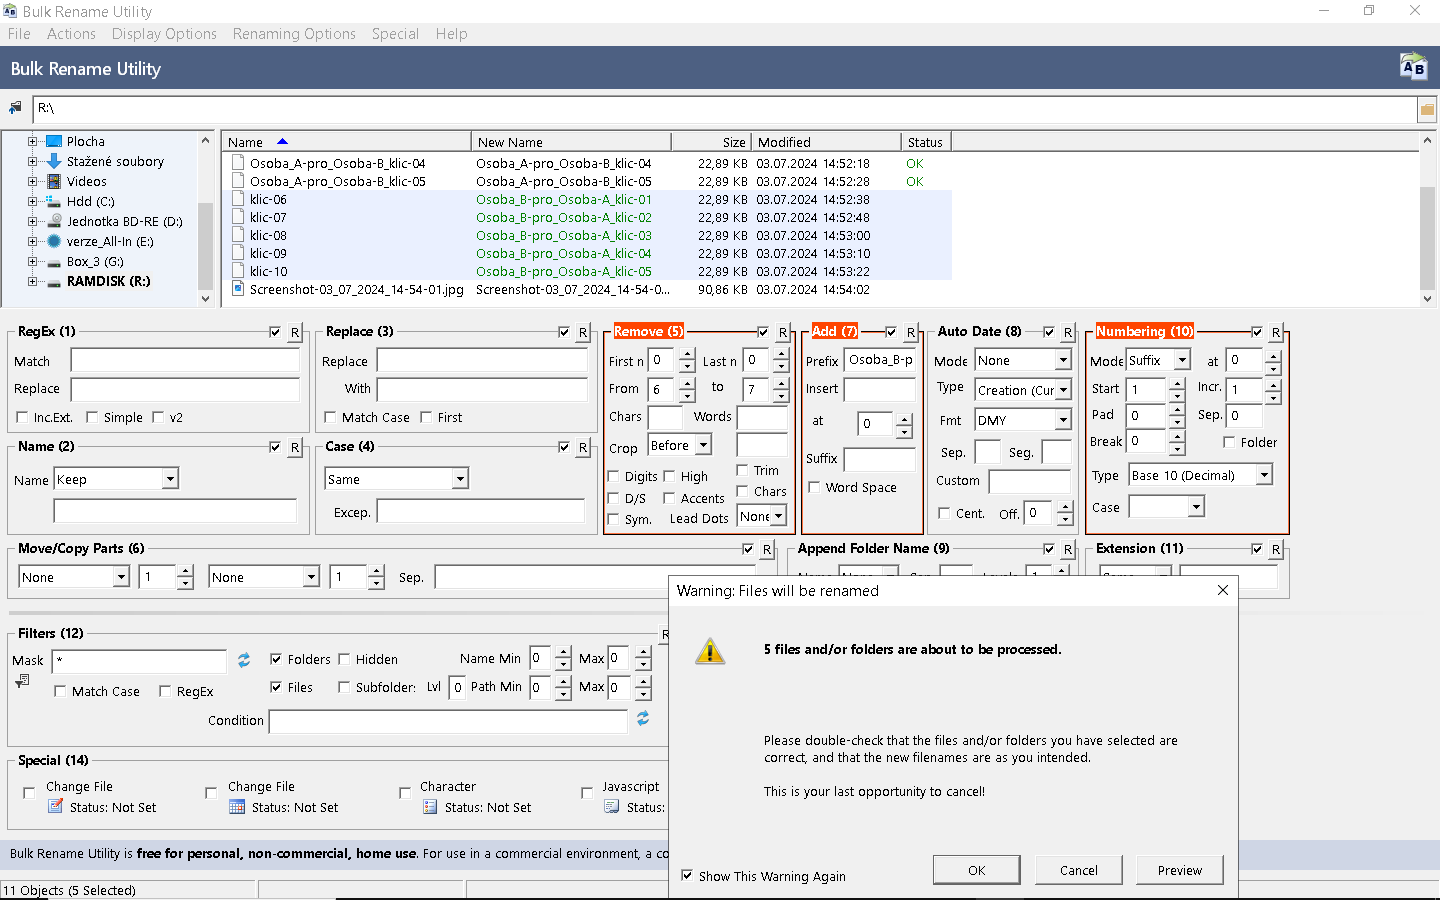 Bulk Rename Utility
File Actions Display Options Renaming Options Special Help
Bulk Rename Utility
R:\
Plocha
Stažené soubory
Videos
Hdd (C:)
Jednotka BD-RE (D:)
verze_All-In (E:)
Box_3 (G:)
RAMDISK (R:)
Name New Name Size Modified Status
Osoba_A-pro_Osoba-B_klic-04 Osoba_A-pro_Osoba-B_klic-04 22,89 KB 03.07.2024 14:52:18 OK
Osoba_A-pro_Osoba-B_klic-05 Osoba_A-pro_Osoba-B_klic-05 22,89 KB 03.07.2024 14:52:28 OK
klic-06 Osoba_B-pro_Osoba-A_klic-01 22,89 KB 03.07.2024 14:52:38
klic-07 Osoba_B-pro_Osoba-A_klic-02 22,89 KB 03.07.2024 14:52:48
klic-08 Osoba_B-pro_Osoba-A_klic-03 22,89 KB 03.07.2024 14:53:00
klic-09 Osoba_B-pro_Osoba-A_klic-04 22,89 KB 03.07.2024 14:53:10
klic-10 Osoba_B-pro_Osoba-A_klic-05 22,89 KB 03.07.2024 14:53:22
Screenshot-03_07_2024_14-54-01.jpg Screenshot-03_07_2024_14-54-0... 90,86 KB 03.07.2024 14:54:02
RegEx (1) R
Match
Replace
Inc.Ext. Simple v2
Replace (3) R
Replace
With
Match Case First
Remove (5) R
First n 0 Last n 0
From 6 to 7
Chars Words
Crop Before
Digits High Trim
D/S Accents Chars
Sym. Lead Dots None
Add (7) R
Prefix Osoba_B-p
Insert
at 0
Suffix
Word Space
Auto Date (8) R
Mode None
Type Creation (Cur
Fmt DMY
Sep. Seg.
Custom
Cent. Off. 0
Numbering (10) R
Mode Suffix at 0
Start 1 Incr. 1
Pad 0 Sep. 0
Break 0 Folder
Type Base 10 (Decimal)
Case
Name (2) R
Name Keep
Case (4) R
Same
Excep.
Move/Copy Parts (6) R
None 1 None 1 Sep.
Append Folder Name (9) R
Extension (11) R
Filters (12) R
Mask * Folders Hidden Name Min 0 Max 0
Match Case RegEx Files Subfolder: Lvl 0 Path Min 0 Max 0
Condition
Special (14)
Change File Change File Character Javascript
Status: Not Set Status: Not Set Status: Not Set Status:
Bulk Rename Utility is free for personal, non-commercial, home use. For use in a commercial environment, a co
11 Objects (5 Selected)
Warning: Files will be renamed
5 files and/or folders are about to be processed.
Please double-check that the files and/or folders you have selected are
correct, and that the new filenames are as you intended.
This is your last opportunity to cancel!
Show This Warning Again
OK Cancel Preview